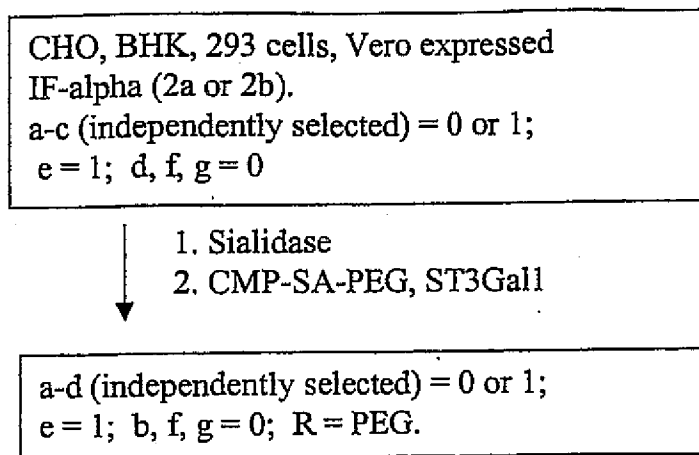 CHO, BHK, 293 cells, Vero expressed
IF-alpha (2a or 2b).
a-c (independently selected) = 0 or 1;
e = 1; d, f, g = 0
1. Sialidase
2. CMP-SA-PEG, ST3Gal1
a-d (independently selected) = 0 or 1;
e = 1; b, f, g = 0; R = PEG.